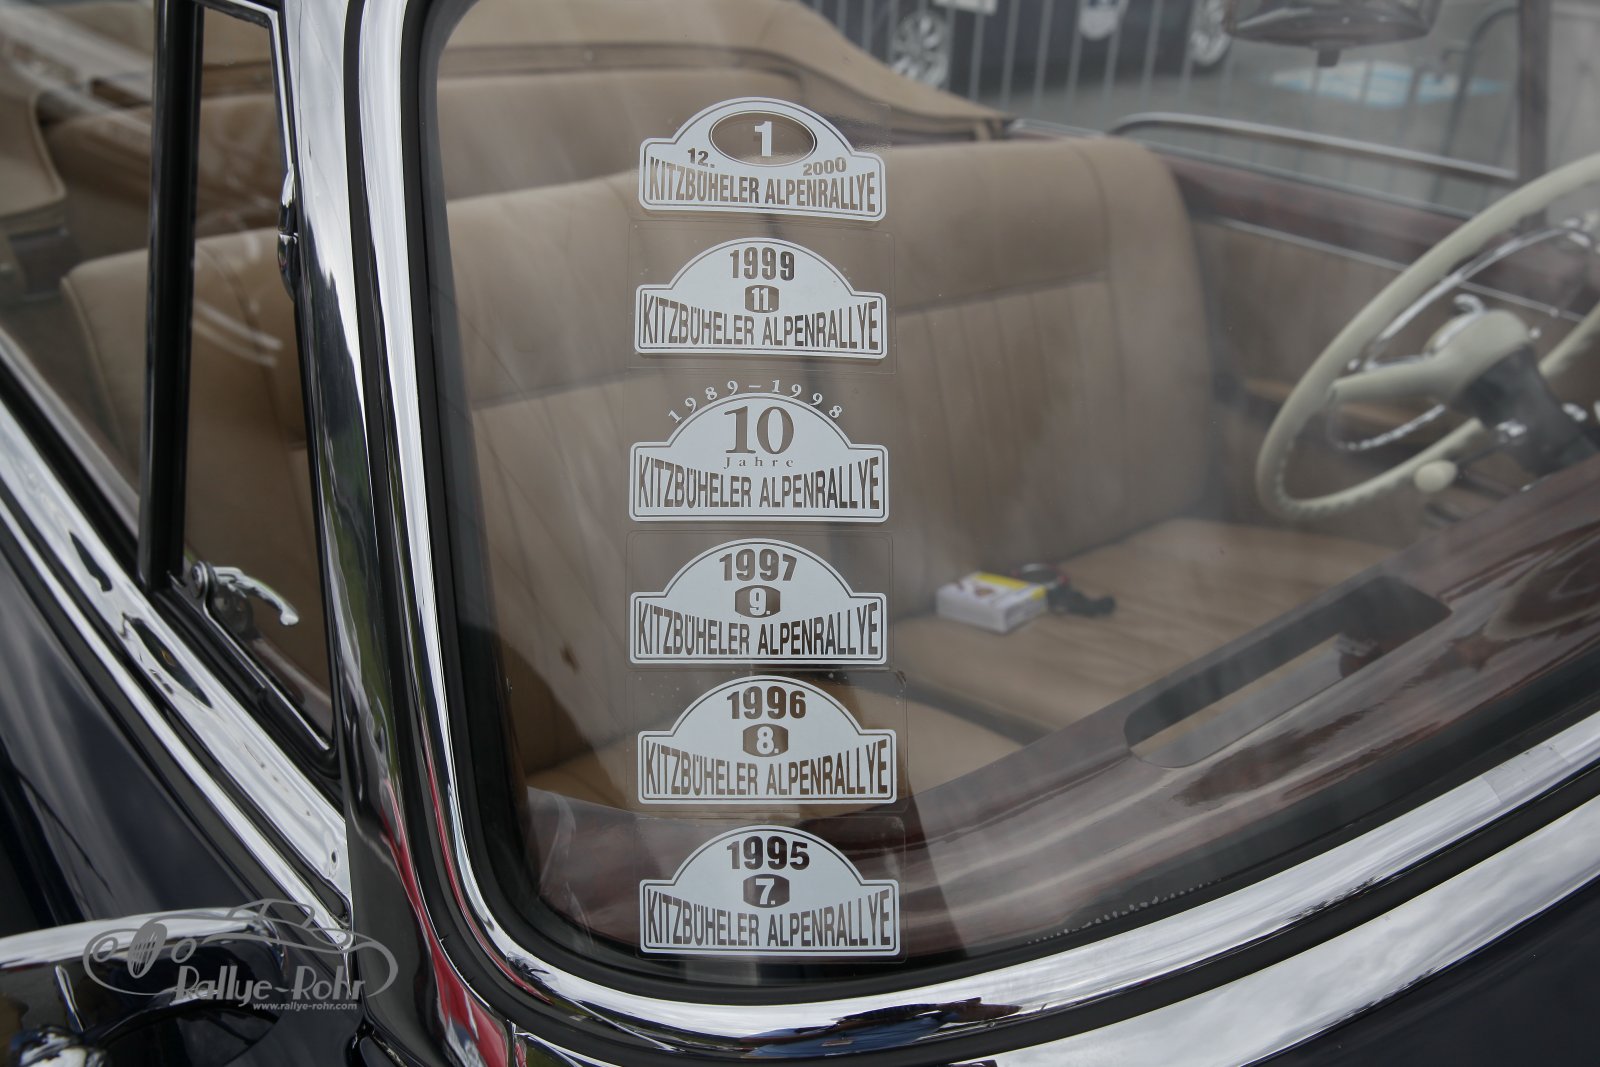 1
12. 2000
KITZBÜHELER ALPENRALLYE
1999
11.
KITZBÜHELER ALPENRALLYE
1989-1998
10
Jahre
KITZBÜHELER ALPENRALLYE
1997
9.
KITZBÜHELER ALPENRALLYE
1996
8.
KITZBÜHELER ALPENRALLYE
1995
7.
KITZBÜHELER ALPENRALLYE
Rallye-Rohr
www.rallye-rohr.com